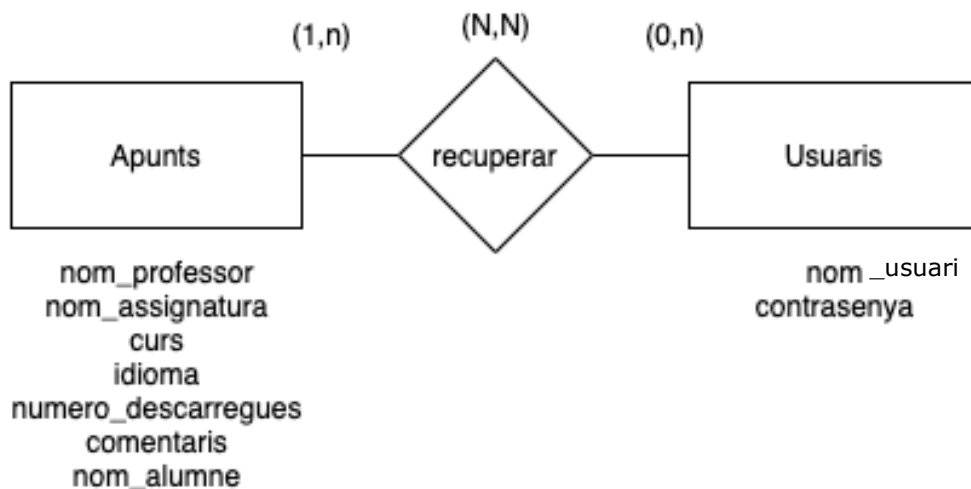 (1,n)
(N,N)
(0,n)
Apunts
recuperar
Usuaris
nom_professor
nom_assignatura
curs
idioma
numero_descarregues
comentaris
nom_alumne
nom _usuari
contrasenya